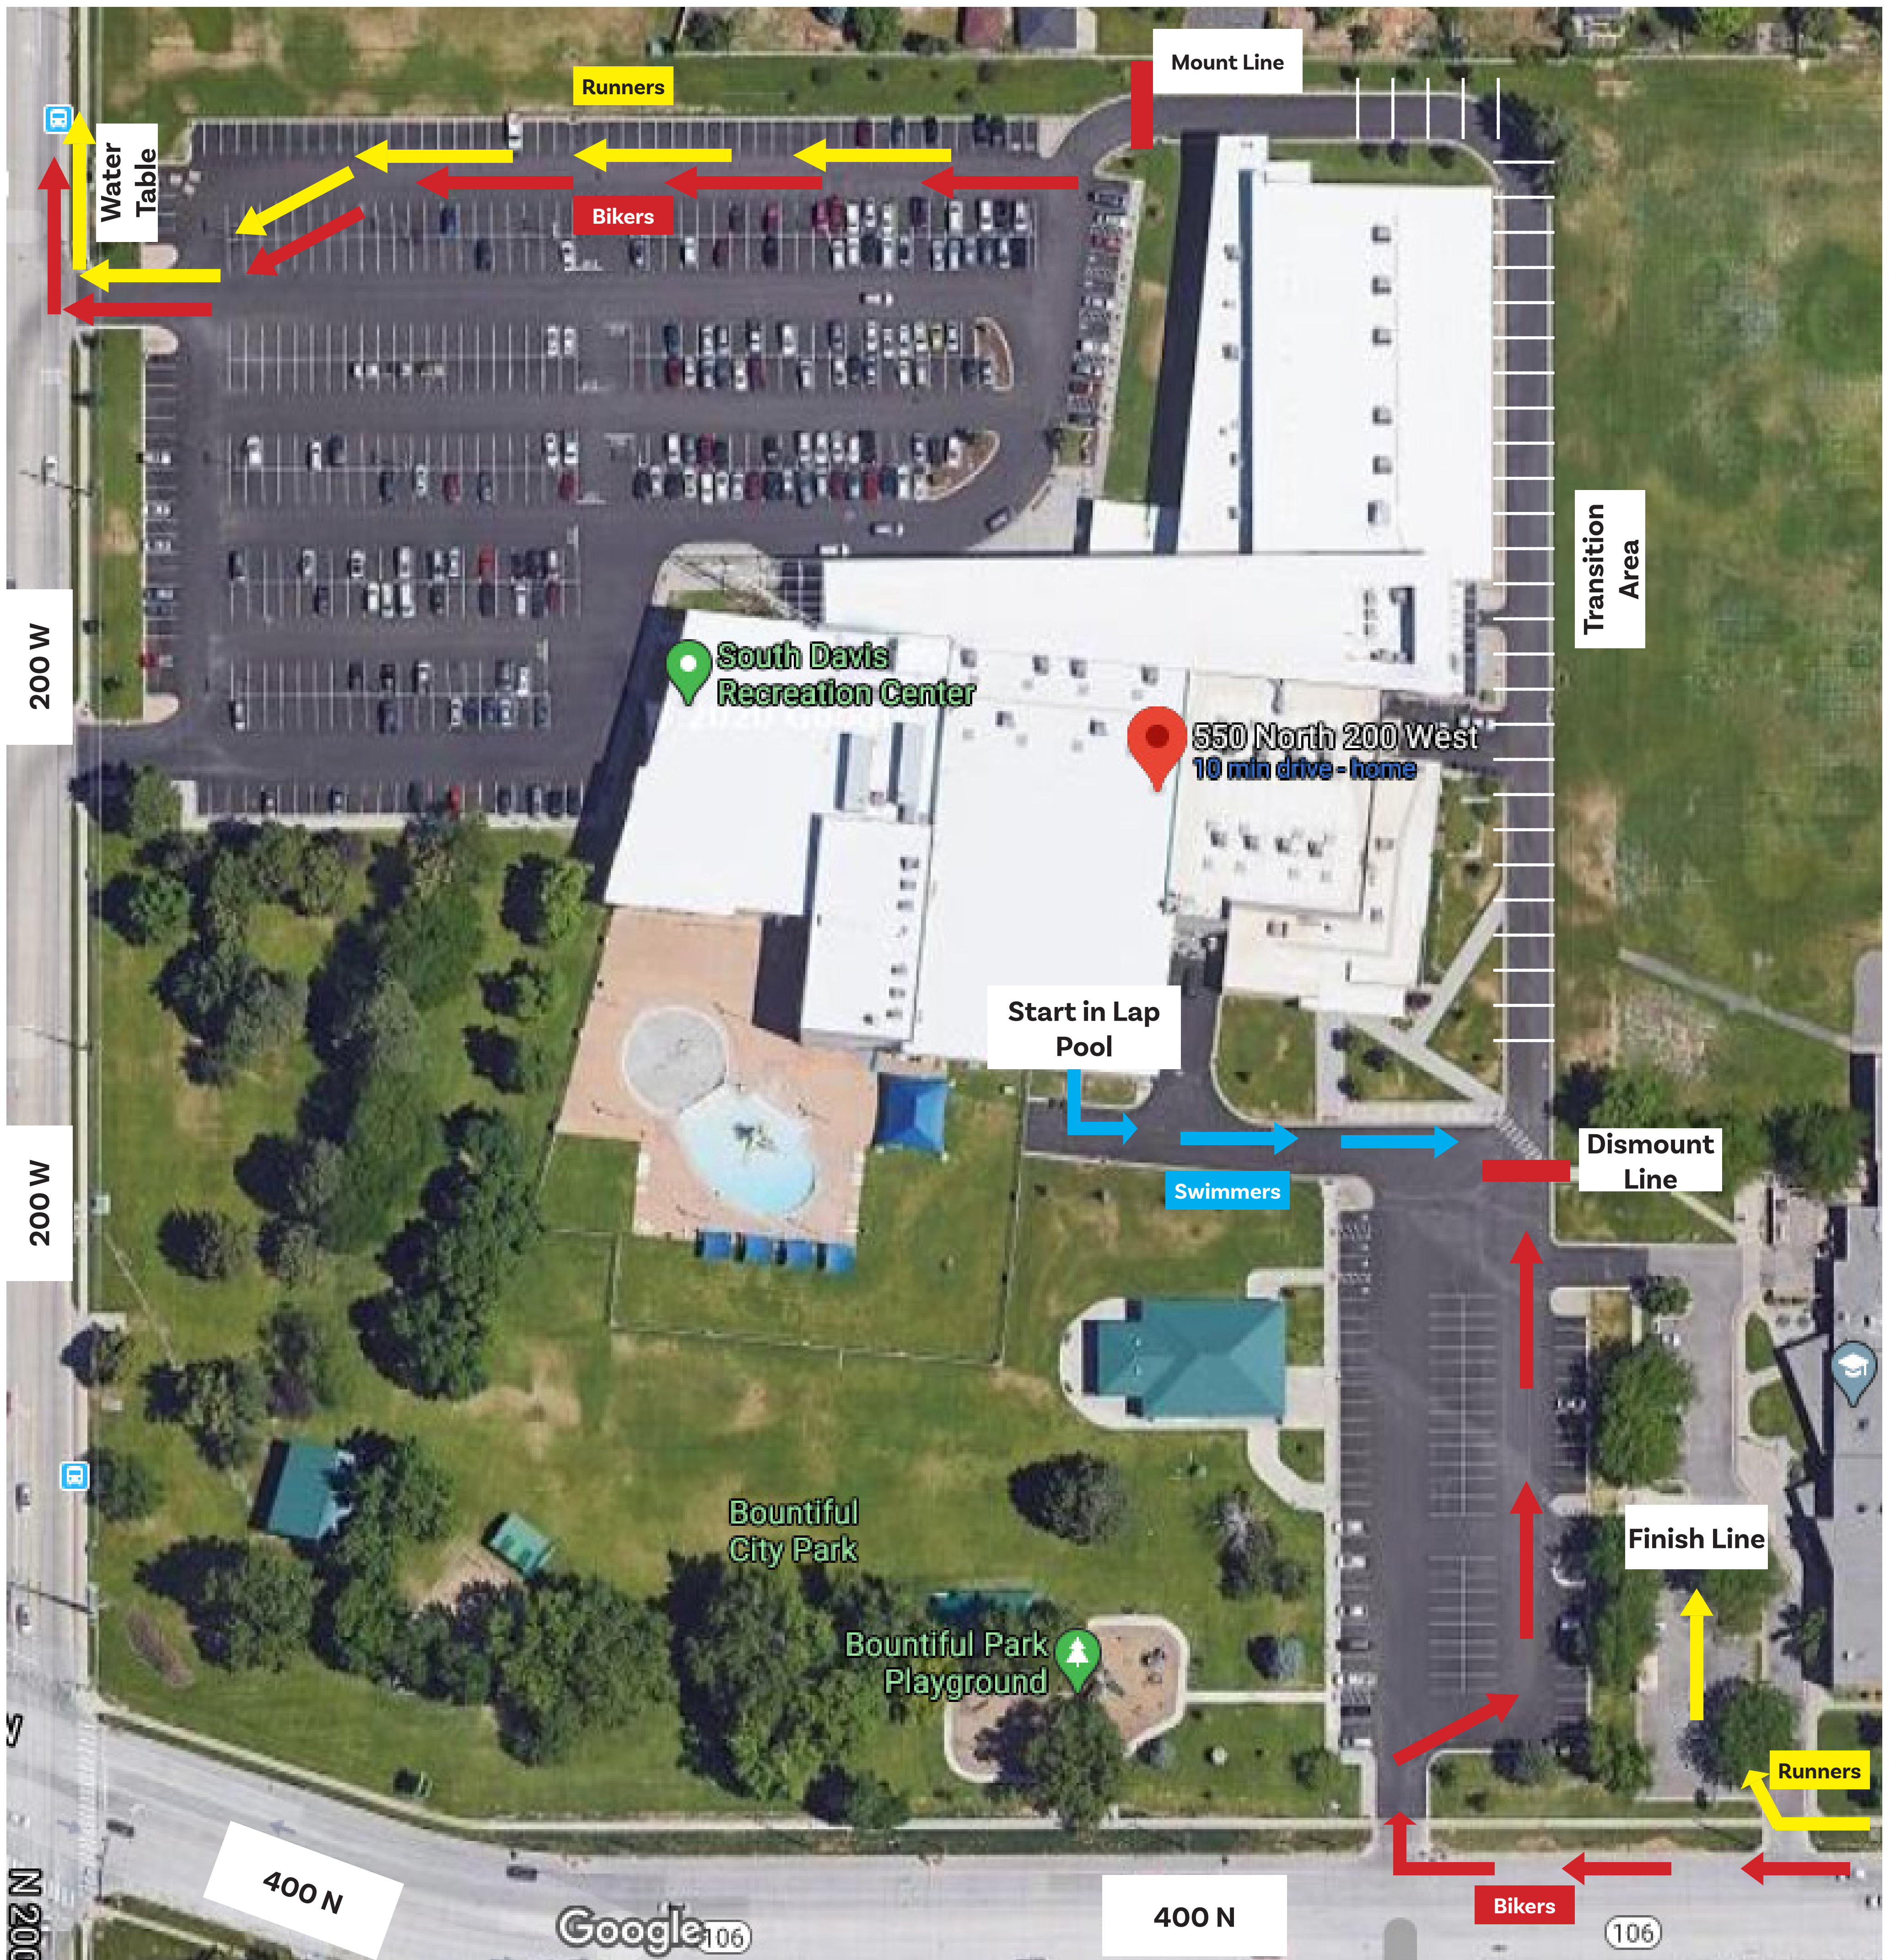 Mount Line
Runners
Water
Table
Bikers
Transition
Area
200 W
South Davis
Recreation Center
550 North 200 West
10 min drive - home
Start in Lap
Pool
Swimmers
Dismount
Line
200 W
Bountiful
City Park
Finish Line
Bountiful Park
Playground
Runners
400 N
400 N
Bikers
Google
106
106
N 200